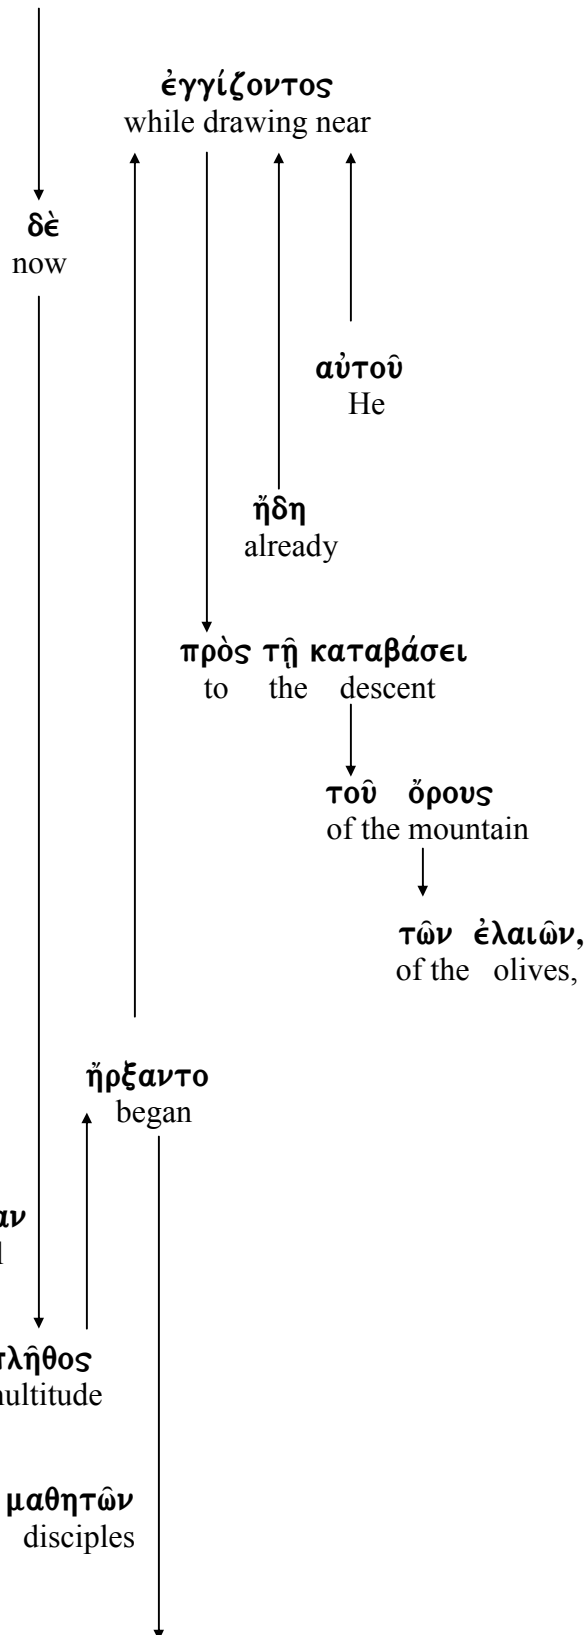 ἐγγίζοντος
while drawing near
δὲ
now
αὐτοῦ
He
ἤδη
already
πρὸς τῇ καταβάσει
to the descent
τοῦ ὄρους
of the mountain
τῶν ἐλαιῶν,
of the olives,
ἤρξαντο
began
μαθητῶν
disciples